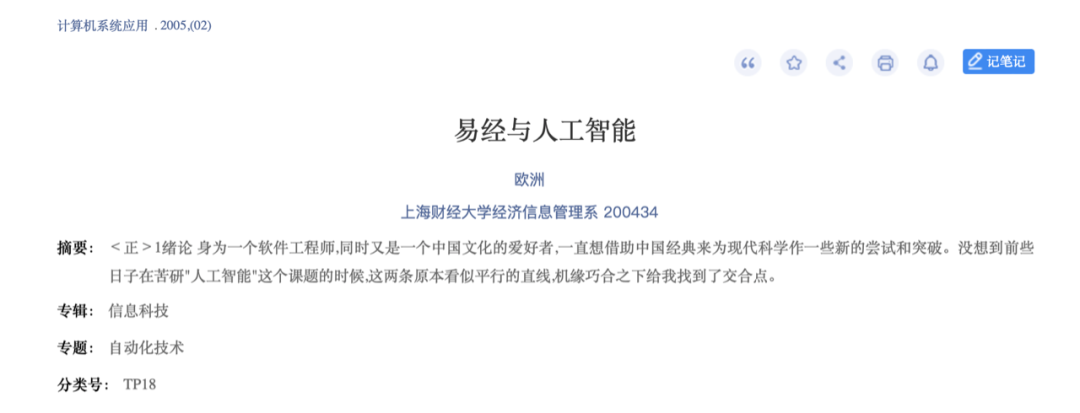 计算机系统应用 . 2005,(02)
记笔记
易经与人工智能
欧洲
上海财经大学经济信息管理系 200434
摘要： <正>1绪论 身为一个软件工程师,同时又是一个中国文化的爱好者,一直想借助中国经典来为现代科学作一些新的尝试和突破。没想到前些
日子在苦研"人工智能"这个课题的时候,这两条原本看似平行的直线,机缘巧合之下给我找到了交合点。
专辑： 信息科技
专题： 自动化技术
分类号： TP18